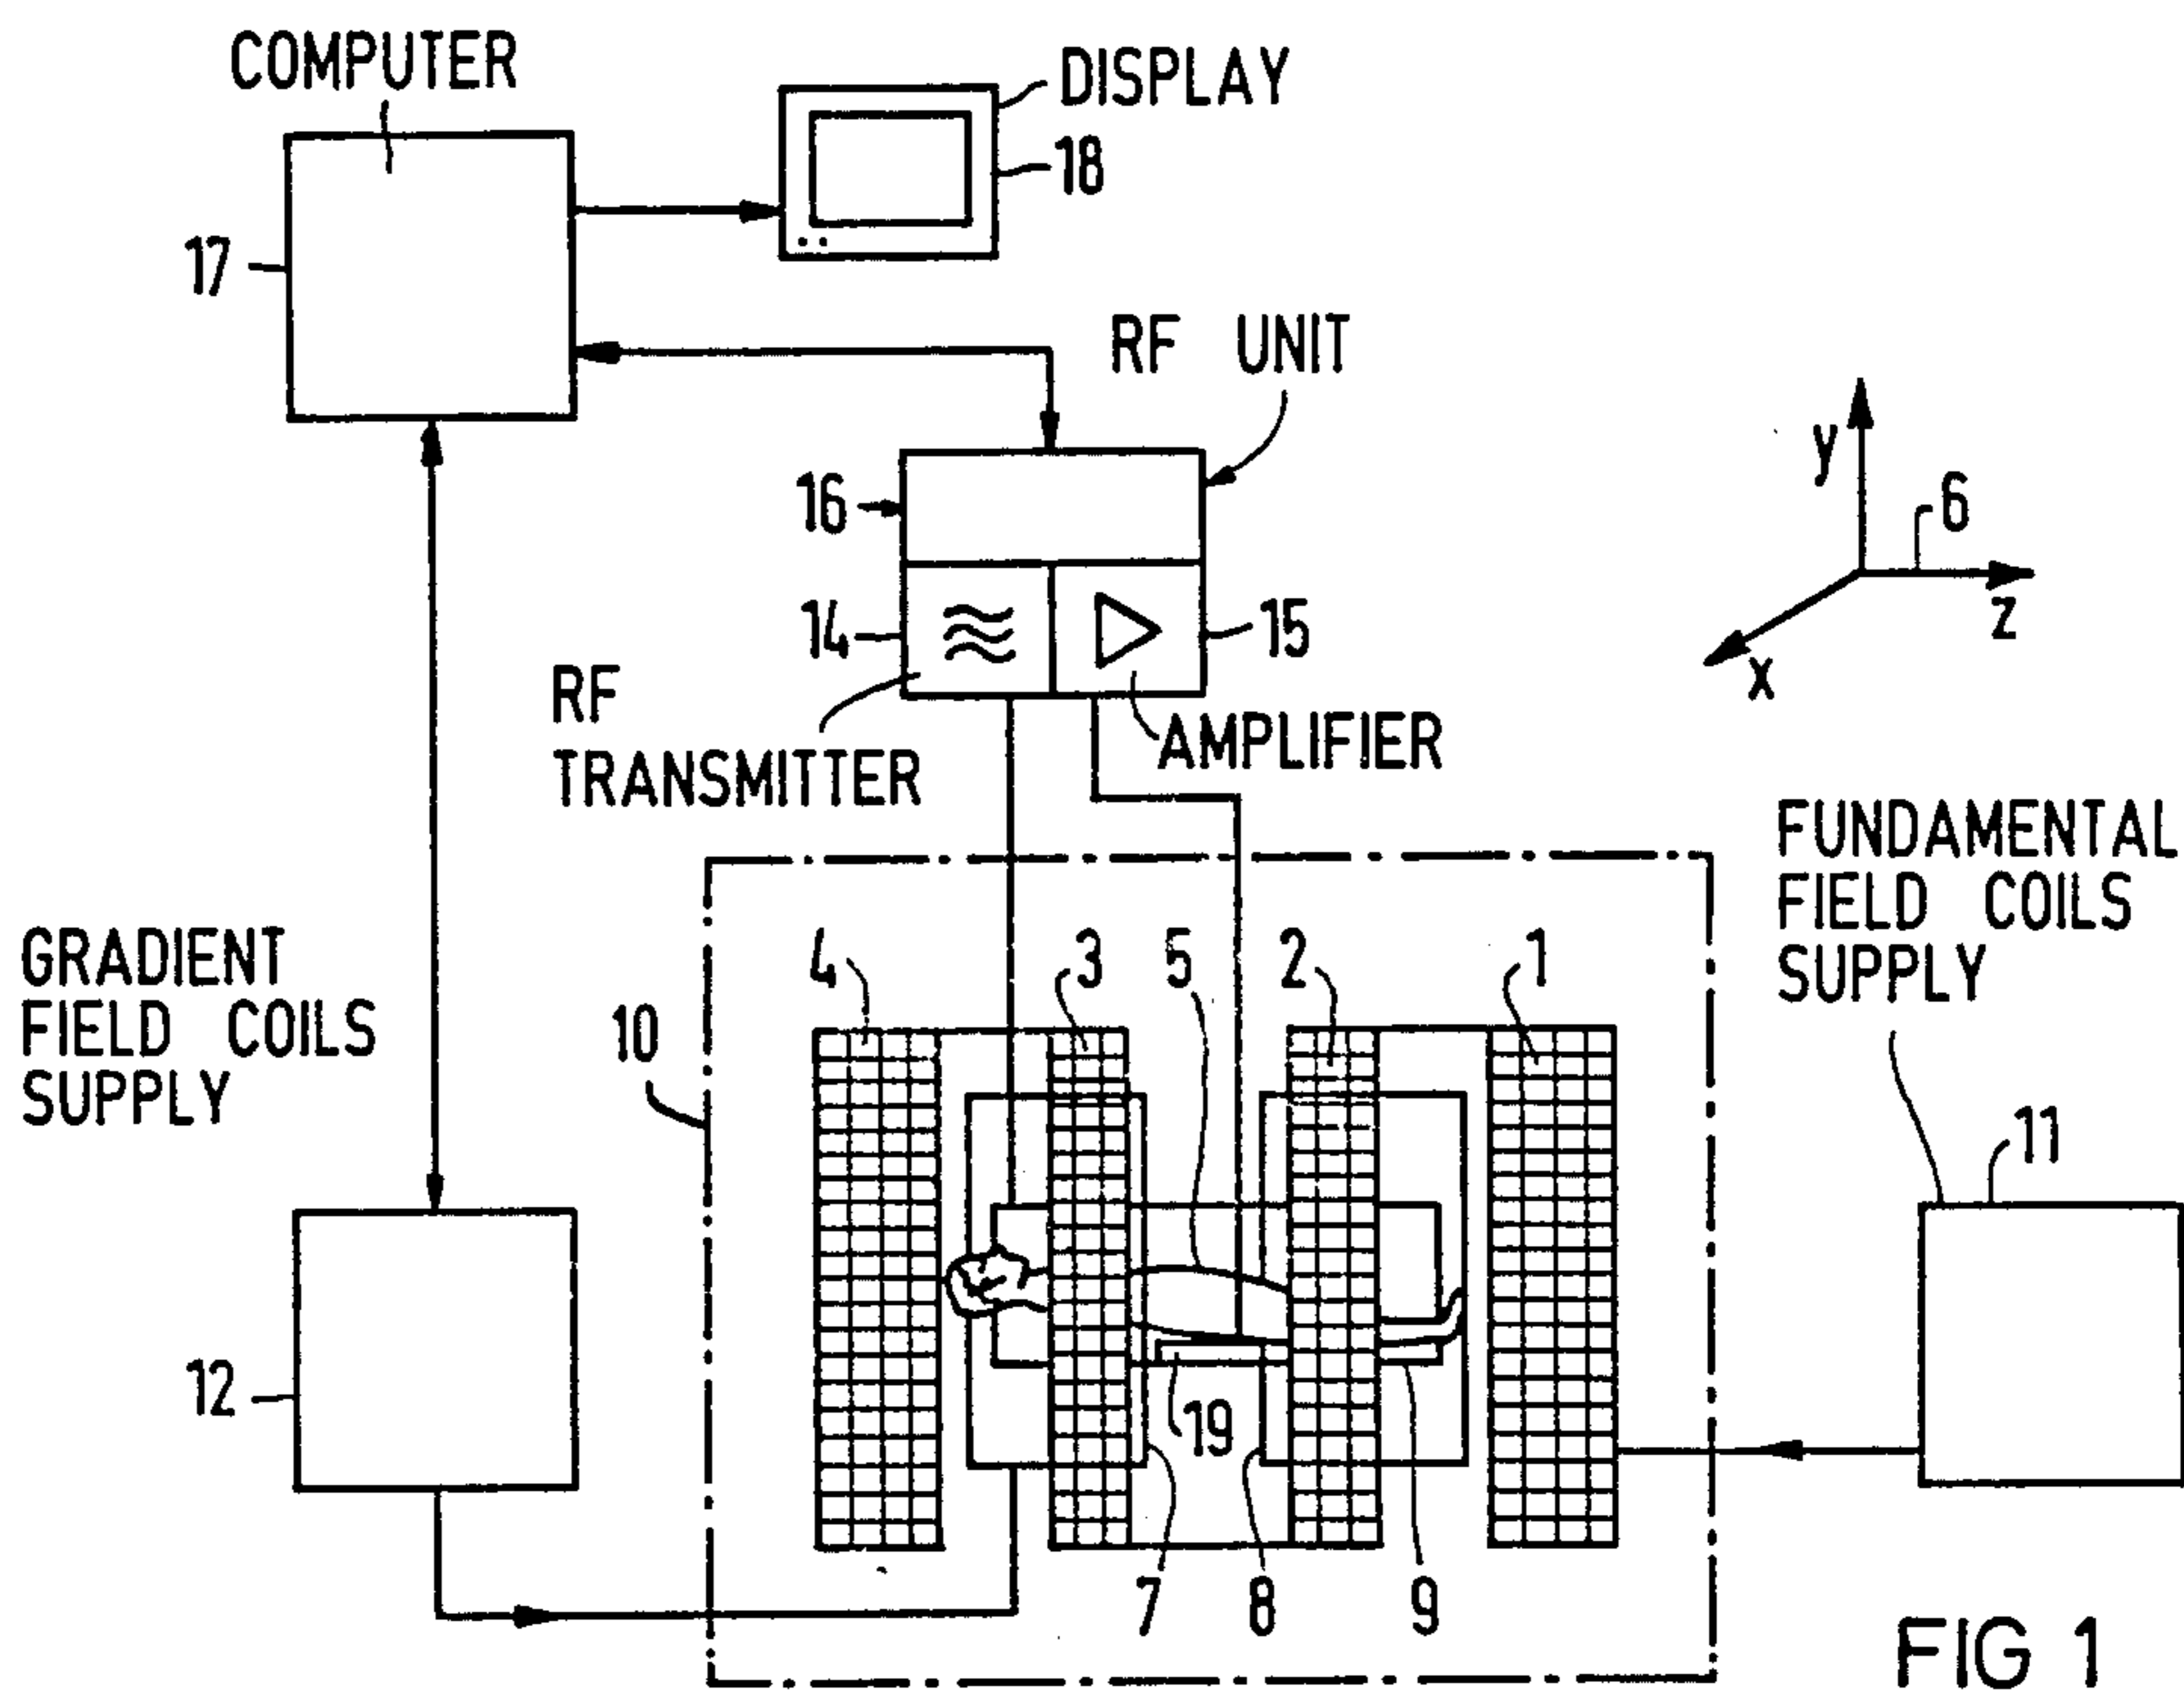 COMPUTER
DISPLAY
18
17
RF UNIT
16
y
6
z
x
14
15
RF
TRANSMITTER
AMPLIFIER
FUNDAMENTAL
FIELD COILS
SUPPLY
GRADIENT
FIELD COILS
SUPPLY
10
4
3
5
2
1
11
12
19
7
8
9
FIG 1